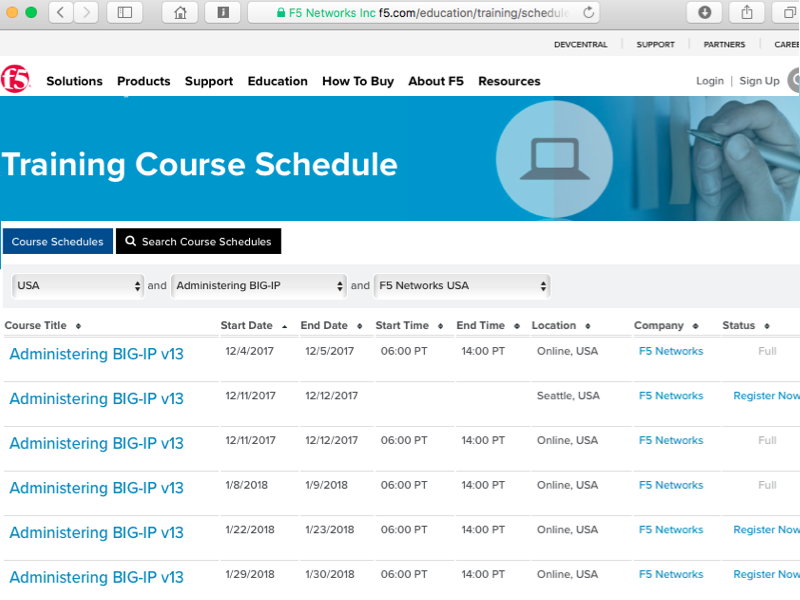 F5 Networks Inc f5.com/education/training/schedule
DEVCENTRAL SUPPORT PARTNERS CAREE
f5 Solutions Products Support Education How To Buy About F5 Resources Login | Sign Up
Training Course Schedule
Course Schedules Search Course Schedules
USA and Administering BIG-IP and F5 Networks USA
Course Title Start Date End Date Start Time End Time Location Company Status
Administering BIG-IP v13 12/4/2017 12/5/2017 06:00 PT 14:00 PT Online, USA F5 Networks Full
Administering BIG-IP v13 12/11/2017 12/12/2017 Seattle, USA F5 Networks Register Now
Administering BIG-IP v13 12/11/2017 12/12/2017 06:00 PT 14:00 PT Online, USA F5 Networks Full
Administering BIG-IP v13 1/8/2018 1/9/2018 06:00 PT 14:00 PT Online, USA F5 Networks Full
Administering BIG-IP v13 1/22/2018 1/23/2018 06:00 PT 14:00 PT Online, USA F5 Networks Register Now
Administering BIG-IP v13 1/29/2018 1/30/2018 06:00 PT 14:00 PT Online, USA F5 Networks Register Now